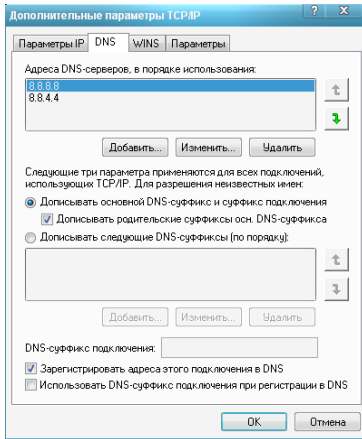 Дополнительные параметры TCP/IP
Параметры IP DNS WINS Параметры
Адреса DNS-серверов, в порядке использования:
8.8.8.8
8.8.4.4
Добавить... Изменить... Удалить
Следующие три параметра применяются для всех подключений,
использующих TCP/IP. Для разрешения неизвестных имен:
Дописывать основной DNS-суффикс и суффикс подключения
Дописывать родительские суффиксы осн. DNS-суффикса
Дописывать следующие DNS-суффиксы (по порядку):
Добавить... Изменить... Удалить
DNS-суффикс подключения:
Зарегистрировать адреса этого подключения в DNS
Использовать DNS-суффикс подключения при регистрации в DNS
OK Отмена